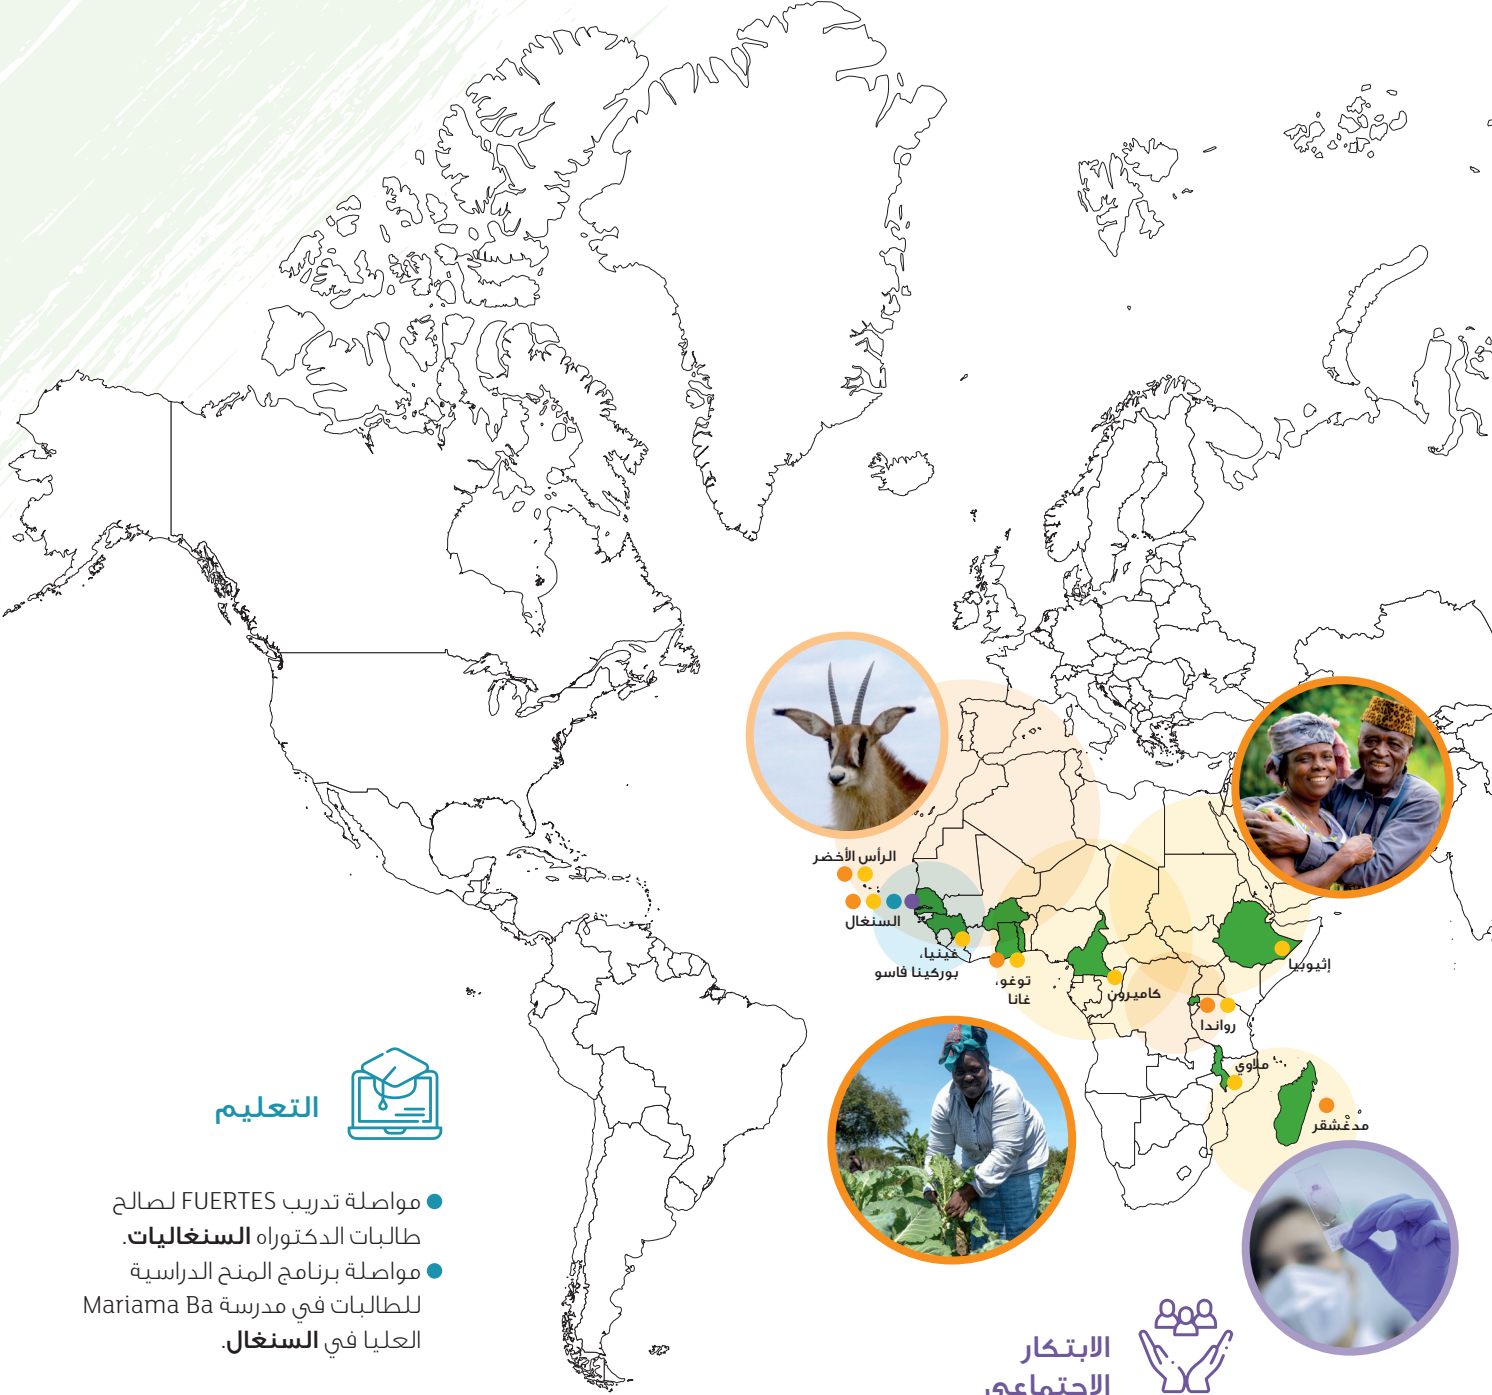 الرأس الأخضر
السنغال
غينيا،
بوركينا فاسو
توغو،
غانا
كاميرون
إثيوبيا
رواندا
ملاوي
مدغشقر
التعليم
مواصلة تدريب FUERTES لصالح
طالبات الدكتوراه السنغاليات.
مواصلة برنامج المنح الدراسية
للطالبات في مدرسة Mariama Ba
العليا في السنغال.
الابتكار
الاجتماعي